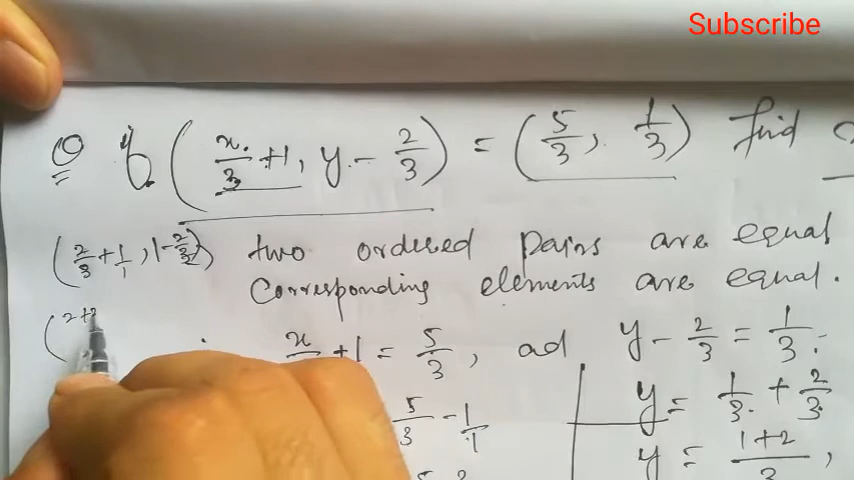 Subscribe
Q If (x/3 + 1, y - 2/3) = (5/3, 1/3) find
(2/3 + 1/1, 1 - 2/3) two ordered pairs are equal
corresponding elements are equal.
(2+3
x/ + 1 = 5/3, ad y - 2/3 = 1/3
5/3 - 1/1 y = 1/3 + 2/3
y = 1+2/3,